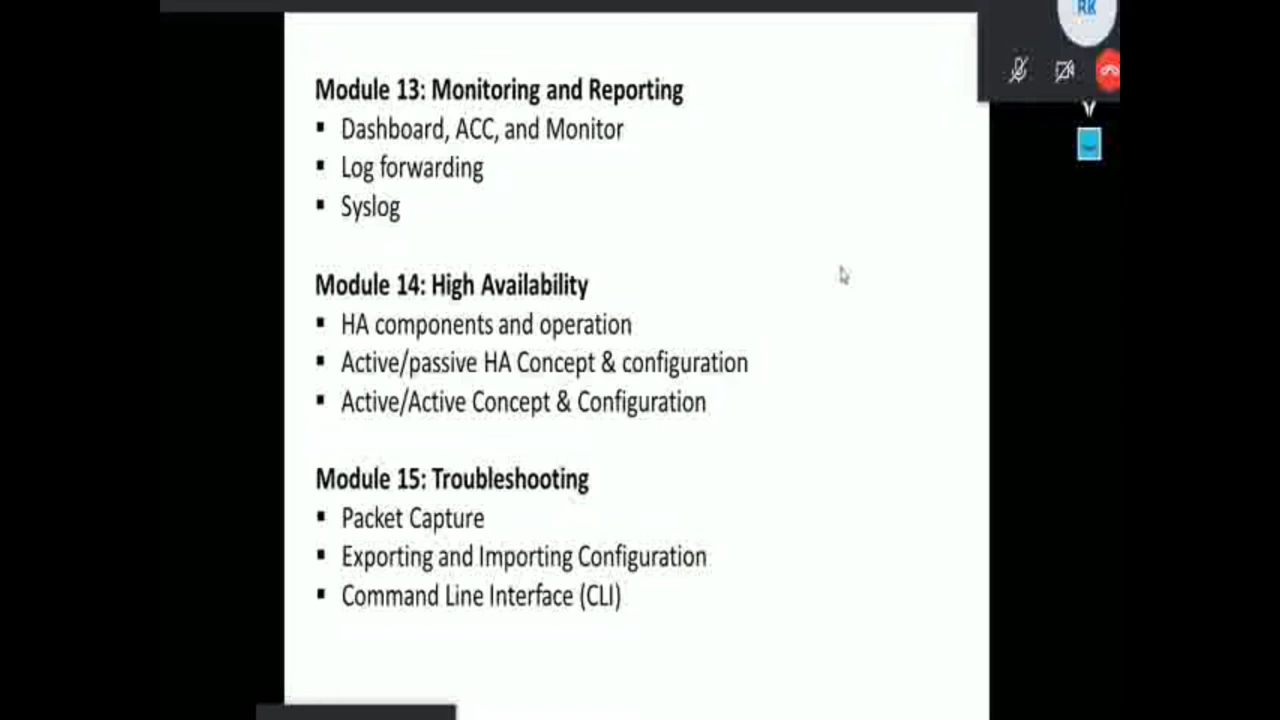 RK
Module 13: Monitoring and Reporting
▪ Dashboard, ACC, and Monitor
▪ Log forwarding
▪ Syslog
Module 14: High Availability
▪ HA components and operation
▪ Active/passive HA Concept & configuration
▪ Active/Active Concept & Configuration
Module 15: Troubleshooting
▪ Packet Capture
▪ Exporting and Importing Configuration
▪ Command Line Interface (CLI)